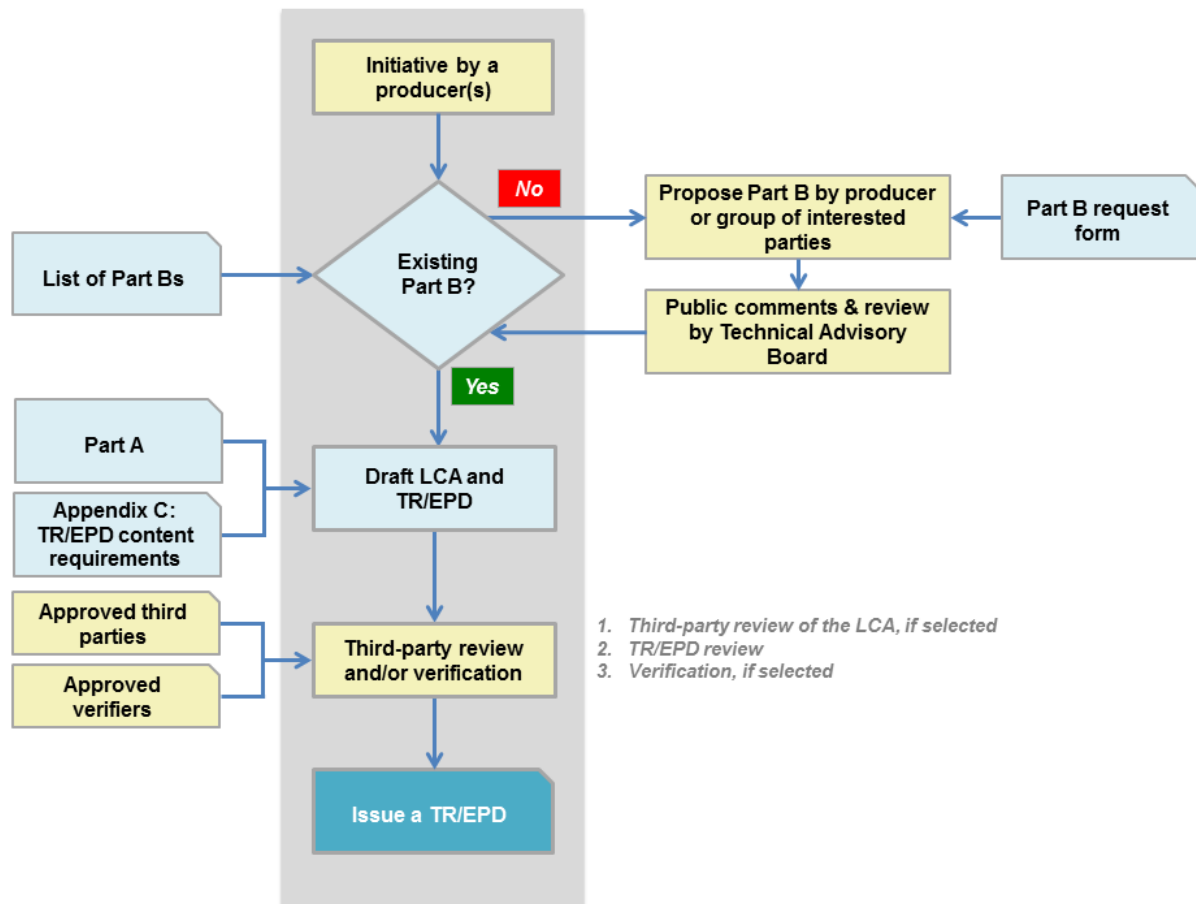 Initiative by a
producer(s)
No
Propose Part B by producer
or group of interested
parties
Part B request
form
List of Part Bs
Existing
Part B?
Public comments & review
by Technical Advisory
Board
Yes
Part A
Draft LCA and
TR/EPD
Appendix C:
TR/EPD content
requirements
Approved third
parties
Third-party review
and/or verification
1. Third-party review of the LCA, if selected
2. TR/EPD review
3. Verification, if selected
Approved
verifiers
Issue a TR/EPD